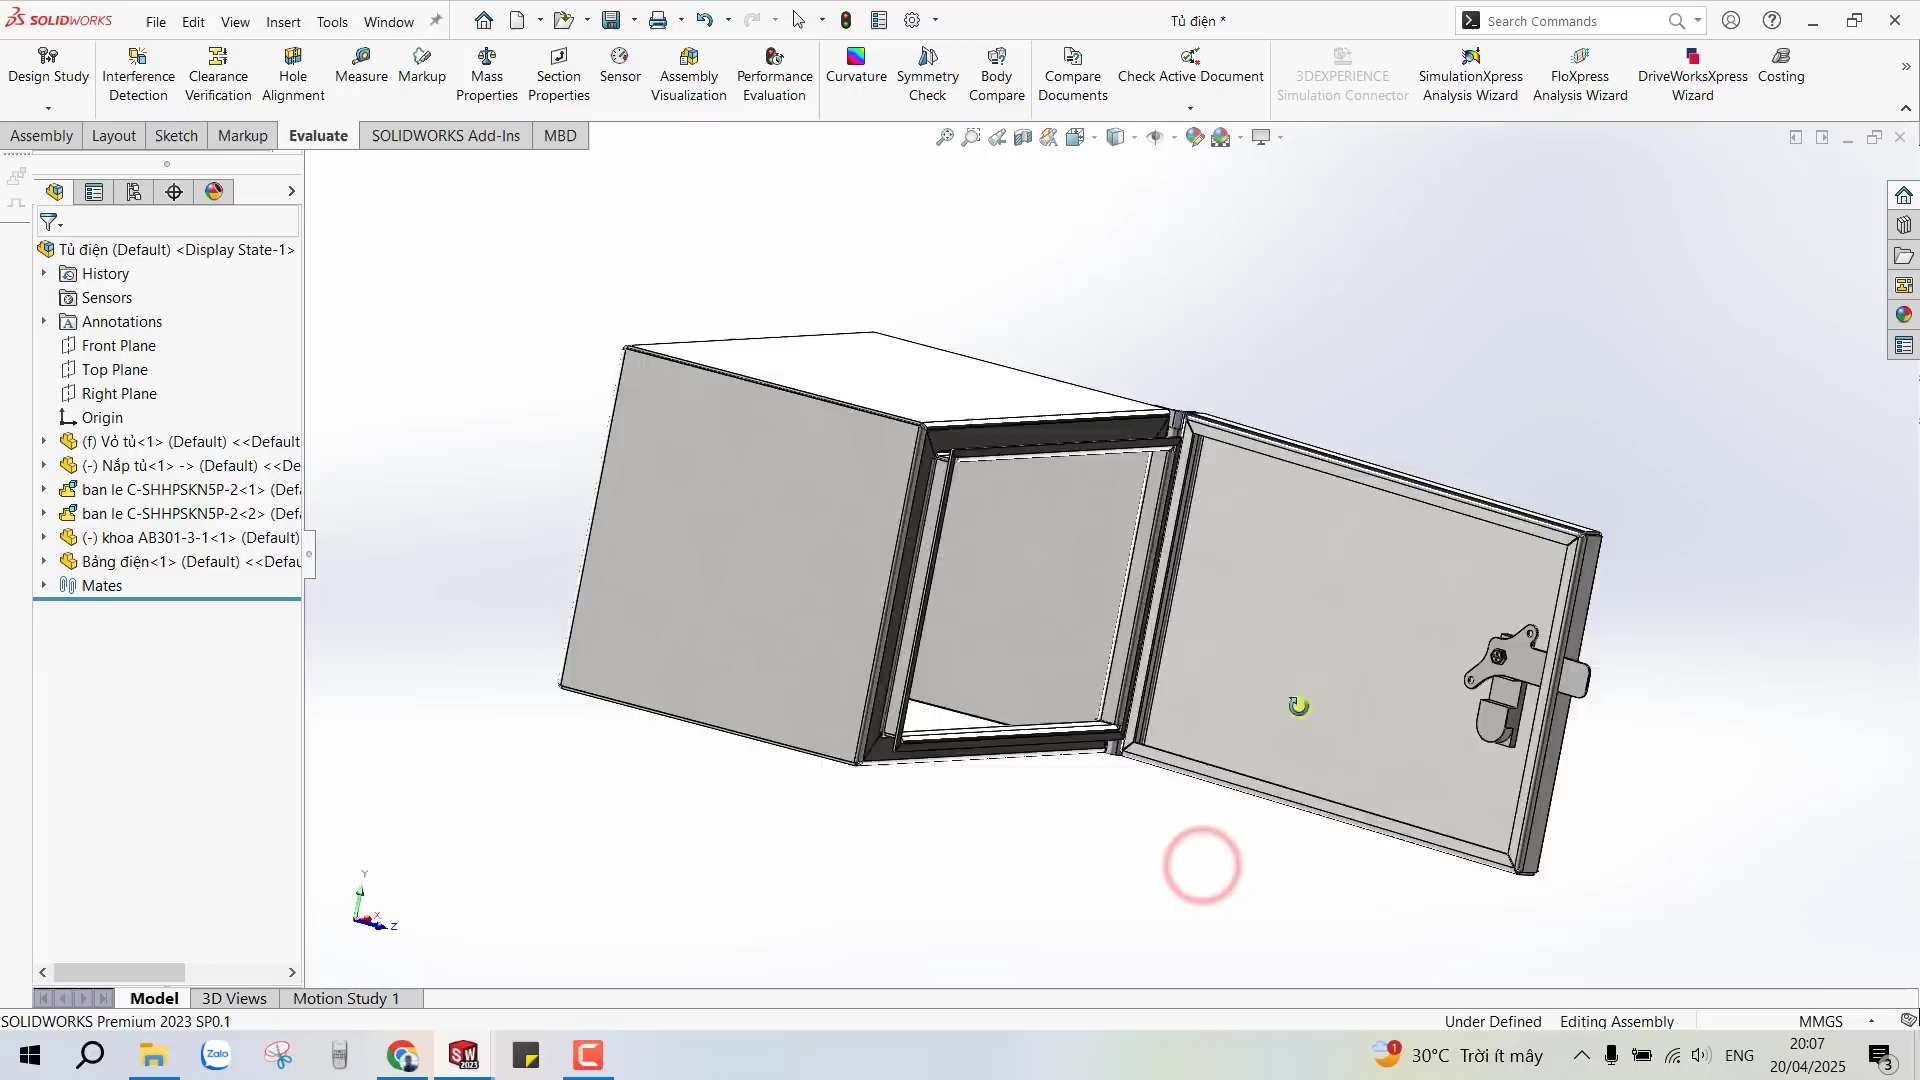 SOLIDWORKS
File Edit View Insert Tools Window
Tủ điện *
Search Commands
Design Study
Interference Detection
Clearance Verification
Hole Alignment
Measure
Markup
Mass Properties
Section Properties
Sensor
Assembly Visualization
Performance Evaluation
Curvature
Symmetry Check
Body Compare
Compare Documents
Check Active Document
3DEXPERIENCE Simulation Connector
SimulationXpress Analysis Wizard
FloXpress Analysis Wizard
DriveWorksXpress Wizard
Costing
Assembly Layout Sketch Markup Evaluate SOLIDWORKS Add-Ins MBD
Tủ điện (Default) <Display State-1>
History
Sensors
Annotations
Front Plane
Top Plane
Right Plane
Origin
(f) Vỏ tủ<1> (Default) <<Default
(-) Nắp tủ<1> -> (Default) <<De
ban le C-SHHPSKN5P-2<1> (Def
ban le C-SHHPSKN5P-2<2> (Def
(-) khoa AB301-3-1<1> (Default)
Bảng điện<1> (Default) <<Defau
Mates
Y
X
Z
Model 3D Views Motion Study 1
SOLIDWORKS Premium 2023 SP0.1
Under Defined Editing Assembly MMGS
Zalo
SW
2023
1
30°C Trời ít mây
ENG
20:07
20/04/2025
3